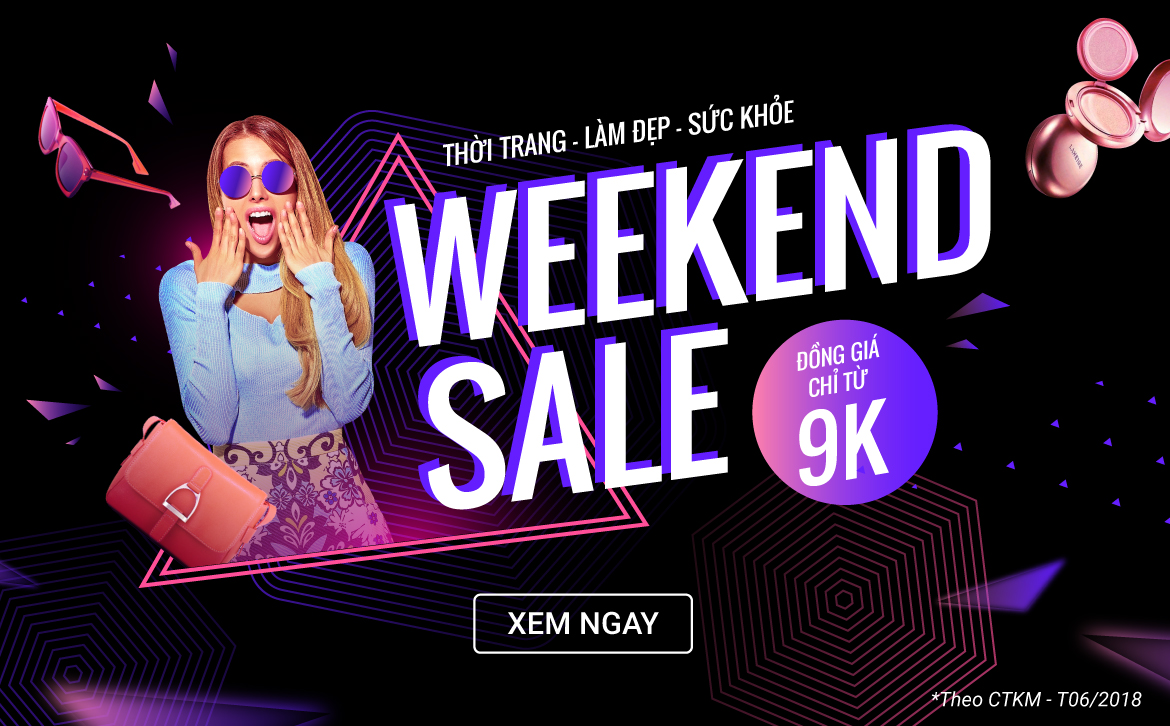 THỜI TRANG - LÀM ĐẸP - SỨC KHỎE
WEEKEND
SALE
ĐỒNG GIÁ
CHỈ TỪ
9K
XEM NGAY
*Theo CTKM - T06/2018
LANEIGE